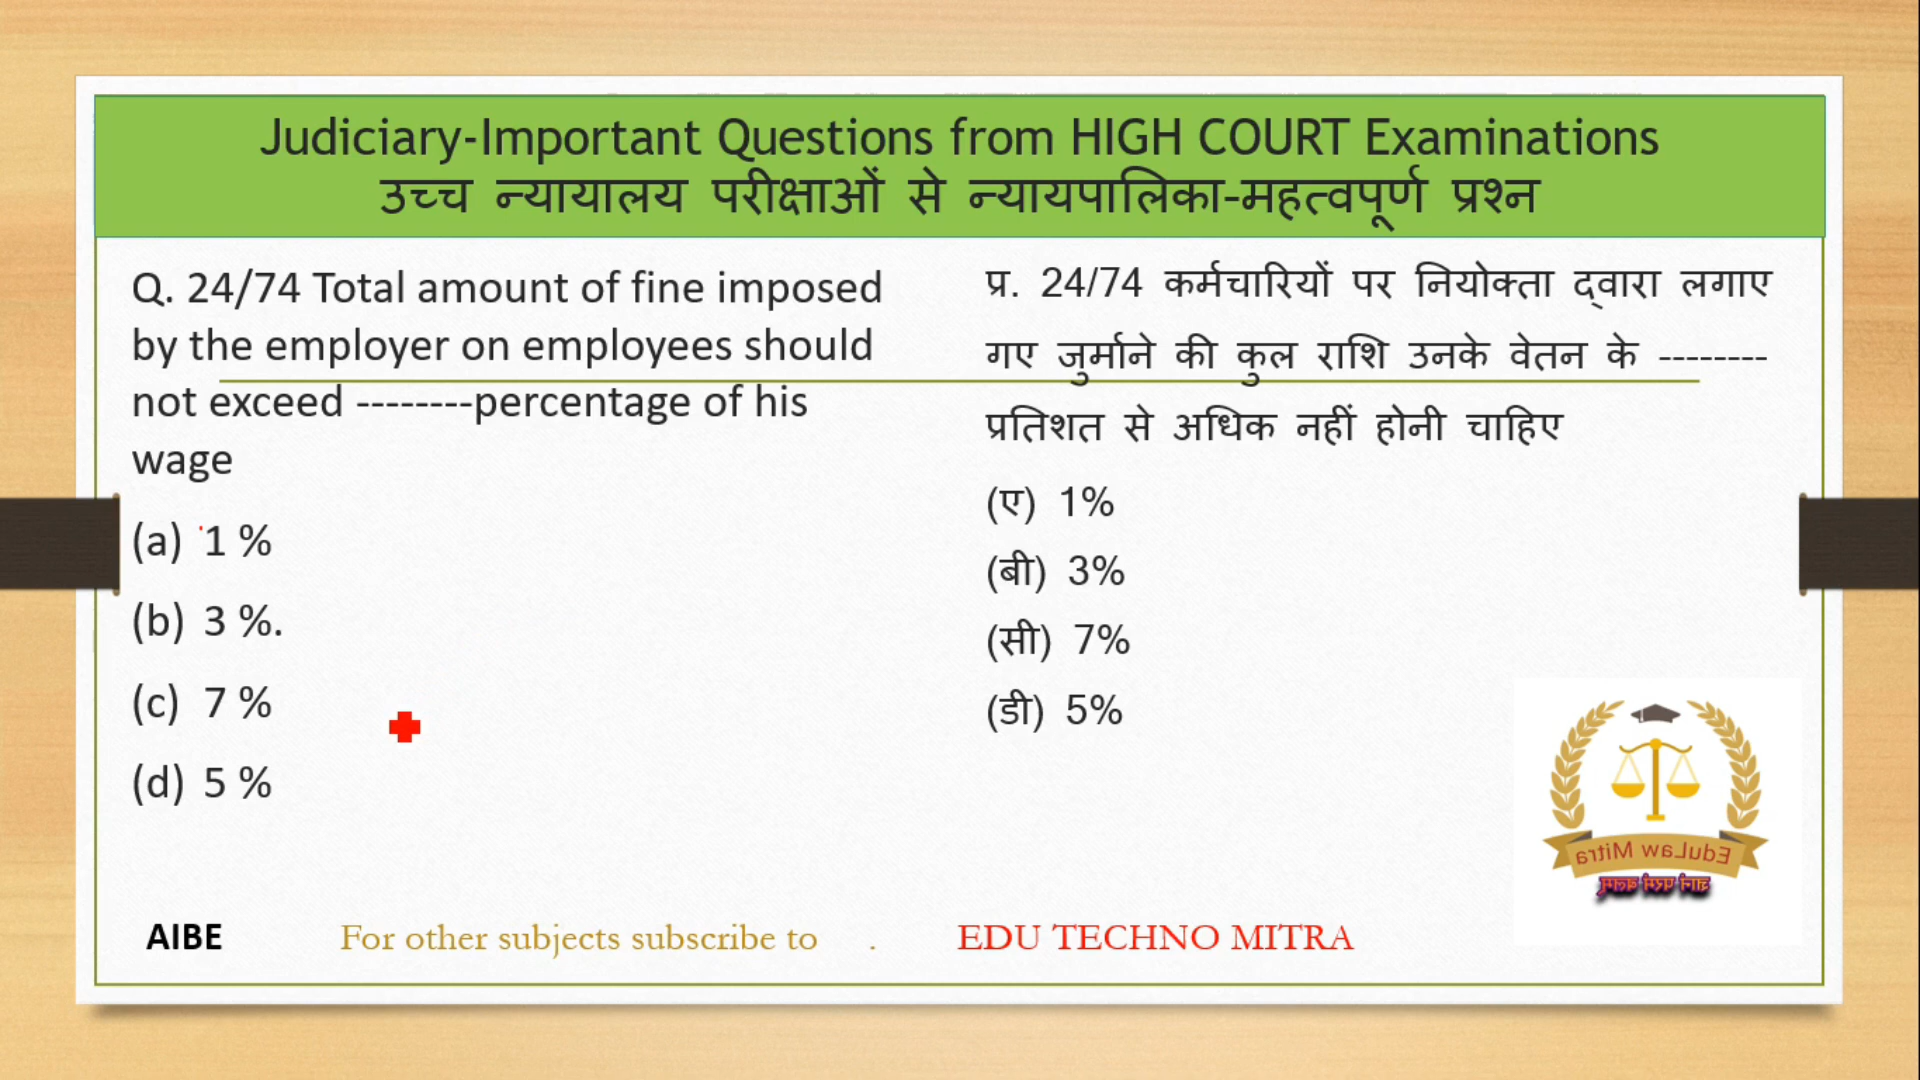 Judiciary-Important Questions from HIGH COURT Examinations
उच्च न्यायालय परीक्षाओं से न्यायपालिका-महत्वपूर्ण प्रश्न
Q. 24/74 Total amount of fine imposed
by the employer on employees should
not exceed --------percentage of his
wage
(a) 1 %
(b) 3 %.
(c) 7 %
(d) 5 %
प्र. 24/74 कर्मचारियों पर नियोक्ता द्वारा लगाए
गए जुर्माने की कुल राशि उनके वेतन के --------
प्रतिशत से अधिक नहीं होनी चाहिए
(ए) 1%
(बी) 3%
(सी) 7%
(डी) 5%
EduLaw Mitra
ज्ञानं परमं बलम्
AIBE For other subjects subscribe to . EDU TECHNO MITRA